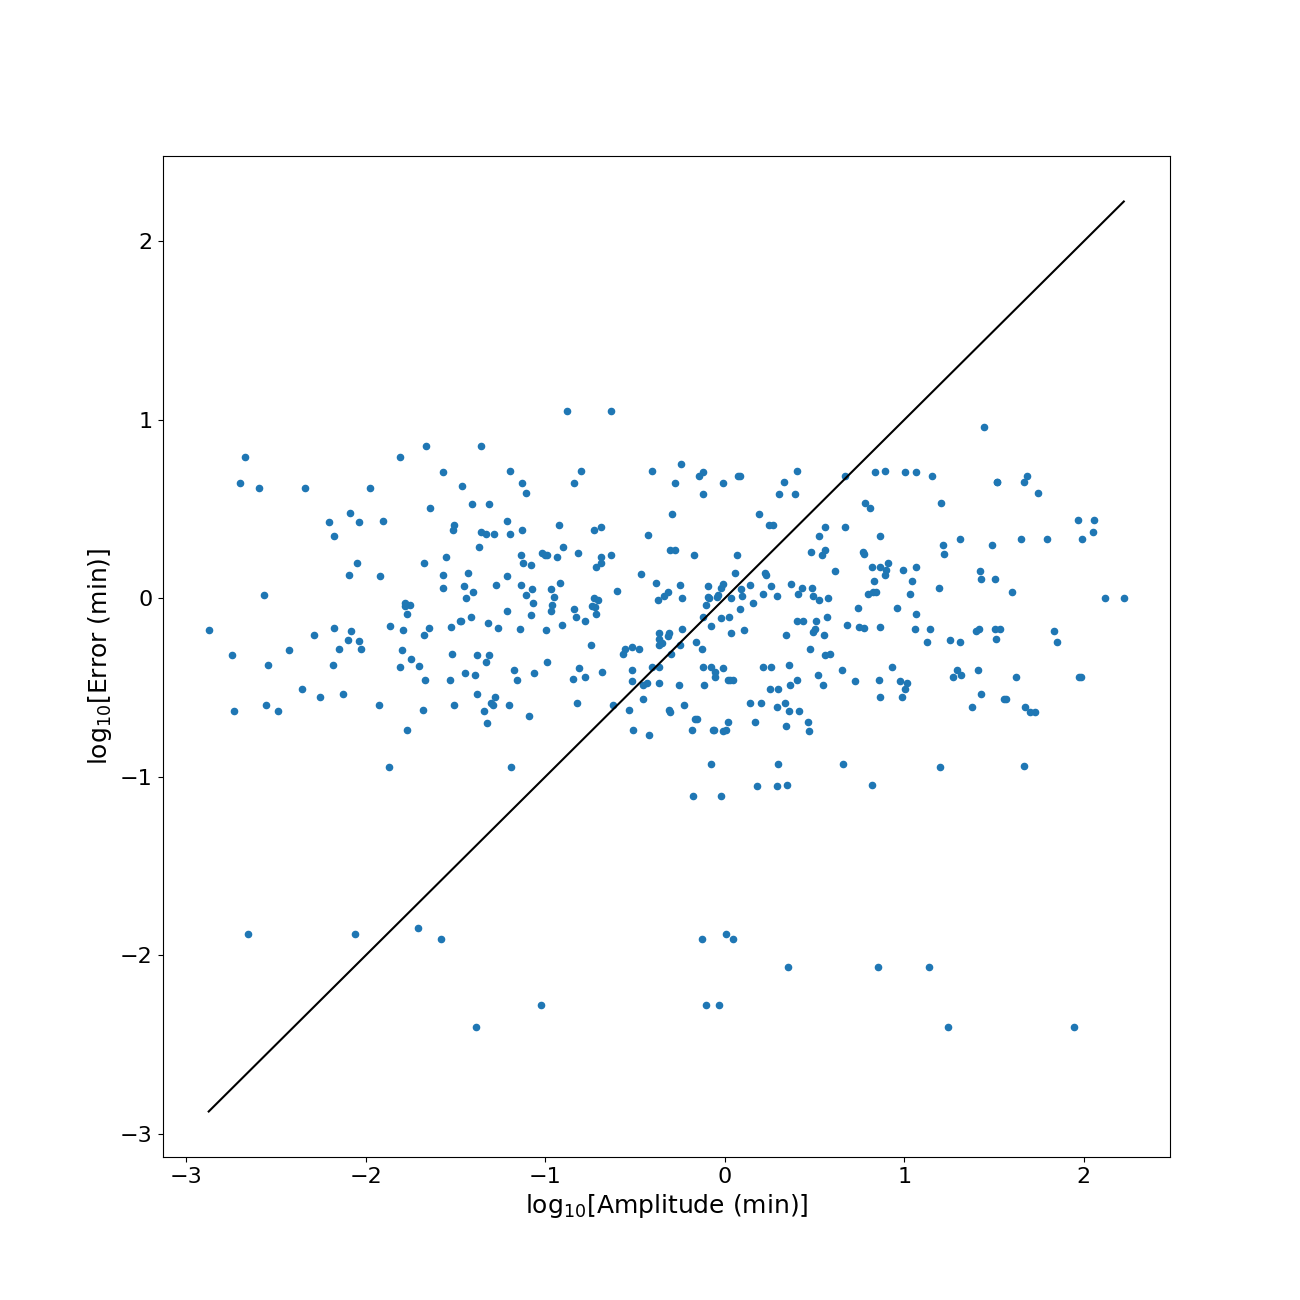 2
1
0
−1
−2
−3
log₁₀[Error (min)]
−3 −2 −1 0 1 2
log₁₀[Amplitude (min)]